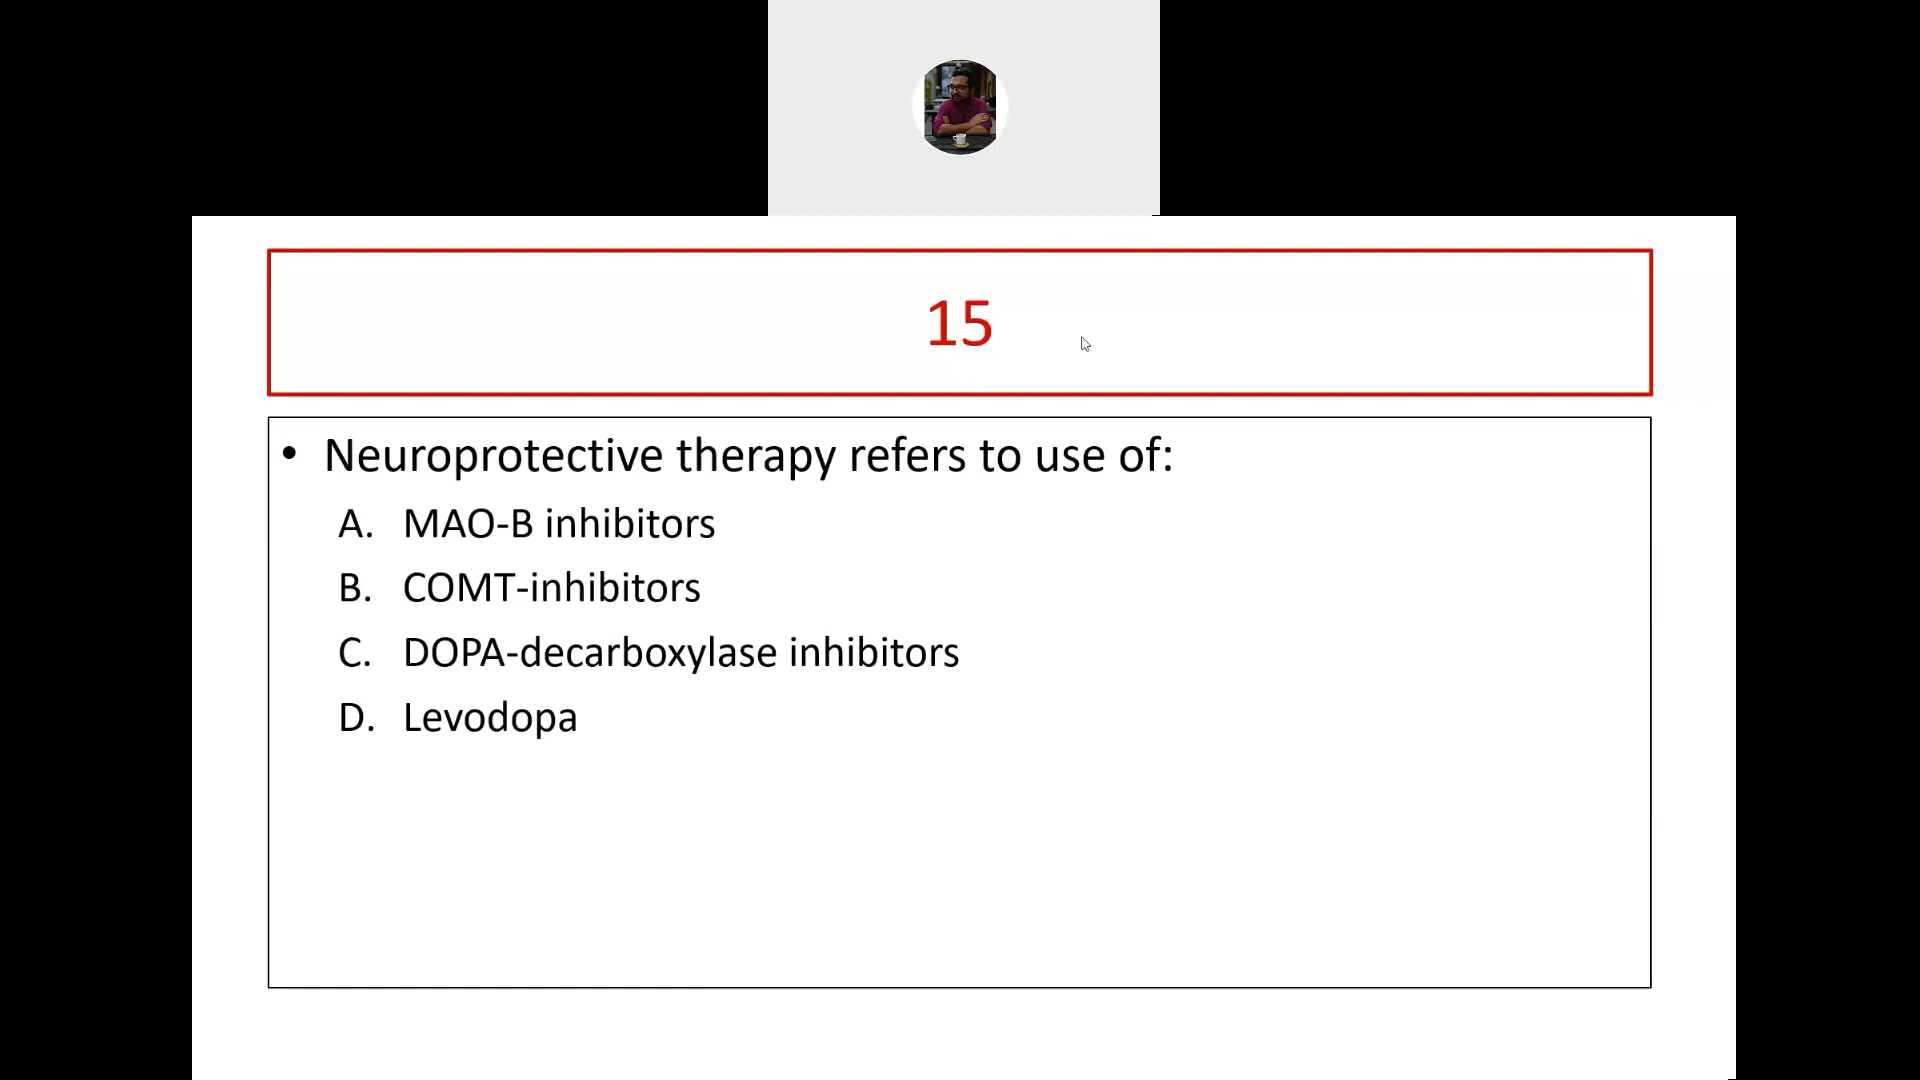 15
• Neuroprotective therapy refers to use of:
A. MAO-B inhibitors
B. COMT-inhibitors
C. DOPA-decarboxylase inhibitors
D. Levodopa